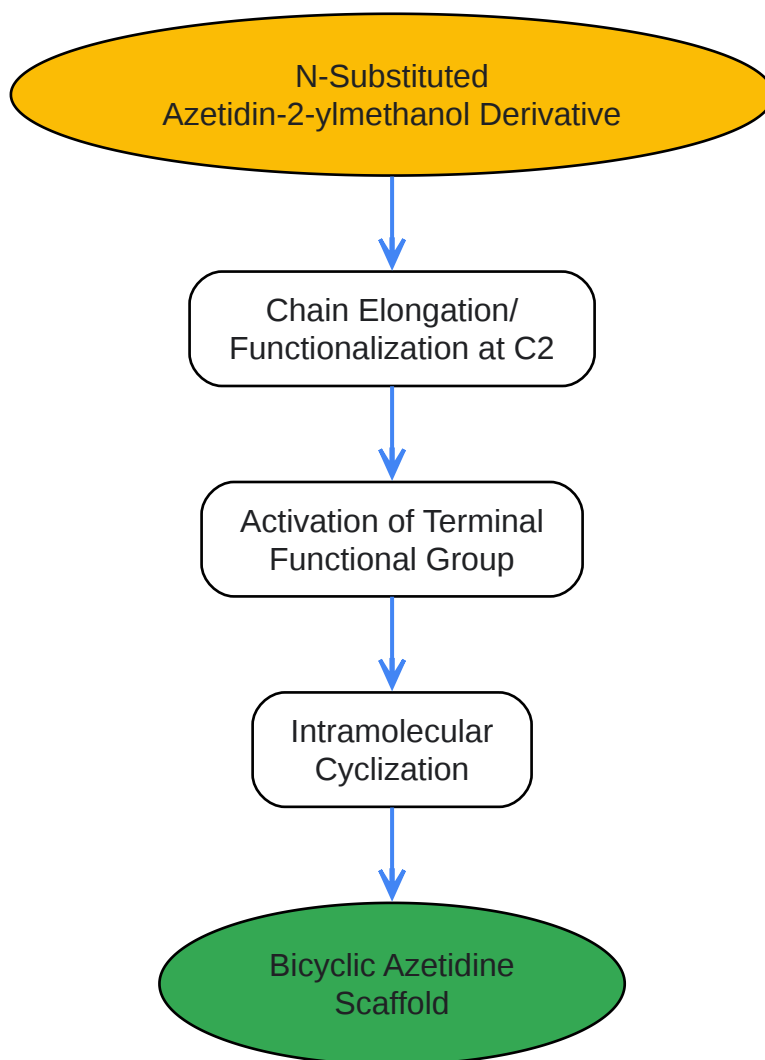 N-Substituted
Azetidin-2-ylmethanol Derivative
Chain Elongation/
Functionalization at C2
Activation of Terminal
Functional Group
Intramolecular
Cyclization
Bicyclic Azetidine
Scaffold